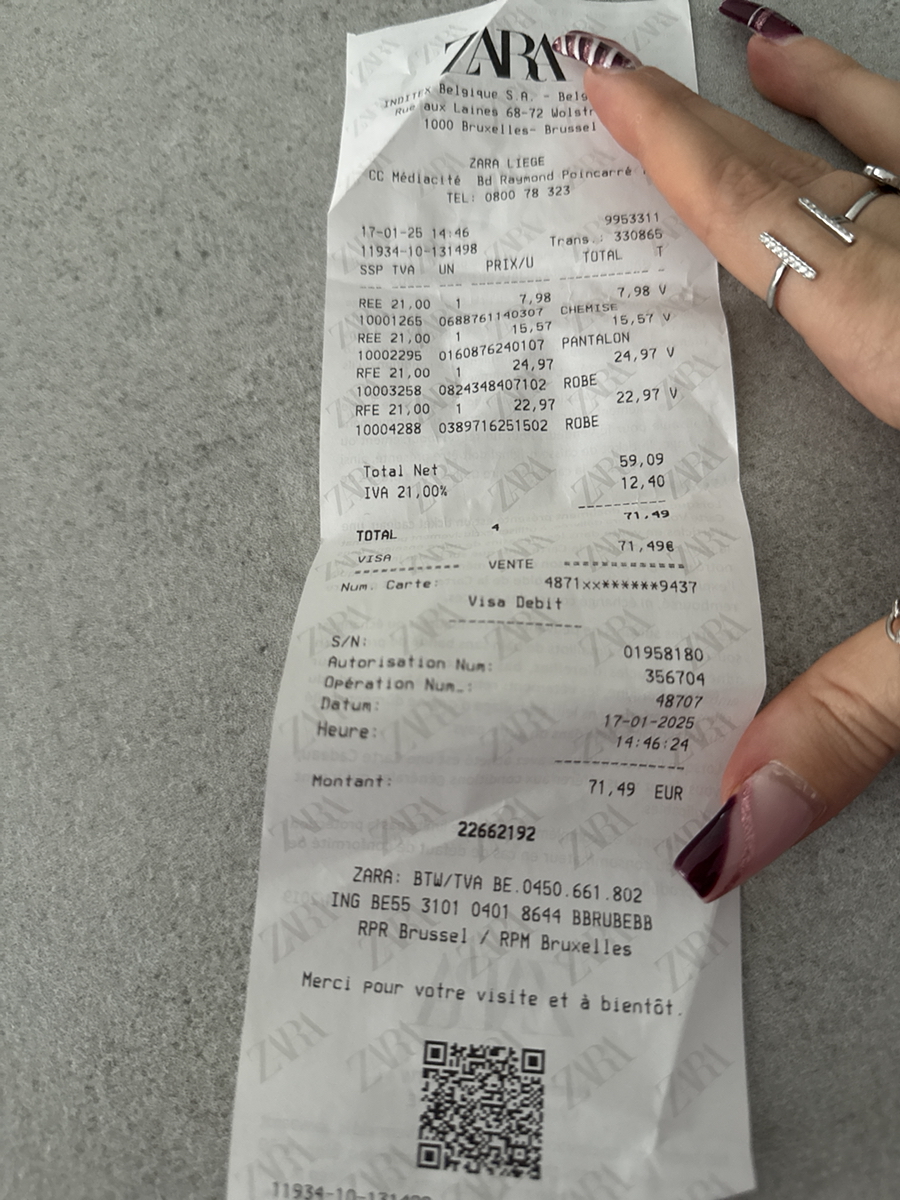 ZARA
INDITEX Belgique S.A. - Belg
Rue aux Laines 68-72 Wolstr
1000 Bruxelles- Brussel
ZARA LIEGE
CC Médiacité Bd Raymond Poincarré
TEL: 0800 78 323
9953311
17-01-25 14:46 Trans.: 330865
11934-10-131498
SSP TVA UN PRIX/U TOTAL T
REE 21,00 1 7,98 7,98 V
10001265 0688761140307 CHEMISE
REE 21,00 1 15,57 15,57 V
10002295 0160876240107 PANTALON
RFE 21,00 1 24,97 24,97 V
10003258 0824348407102 ROBE
RFE 21,00 1 22,97 22,97 V
10004288 0389716251502 ROBE
Total Net 59,09
IVA 21,00% 12,40
TOTAL 4 71,49
VISA 71,49€
------------ VENTE ============
Num. Carte: 4871xx******9437
Visa Debit
S/N: 01958180
Autorisation Num: 356704
Opération Num.: 48707
Datum: 17-01-2025
Heure: 14:46:24
Montant: 71,49 EUR
22662192
ZARA: BTW/TVA BE.0450.661.802
ING BE55 3101 0401 8644 BBRUBEBB
RPR Brussel / RPM Bruxelles
Merci pour votre visite et à bientôt.
11934-10-131498